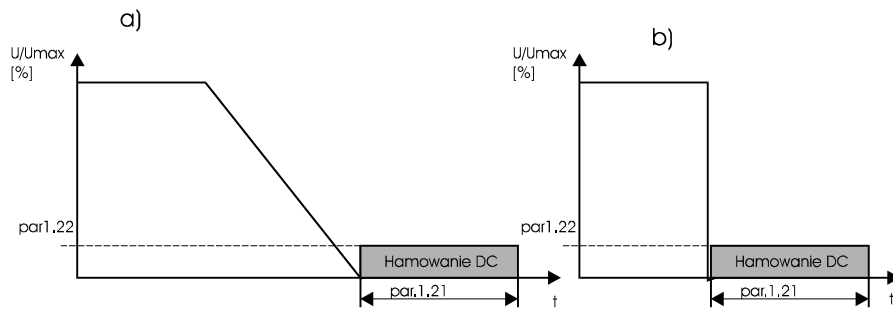 a)
U/Umax
[%]
par1.22
Hamowanie DC
par.1.21
t
b)
U/Umax
[%]
par1.22
Hamowanie DC
par.1.21
t